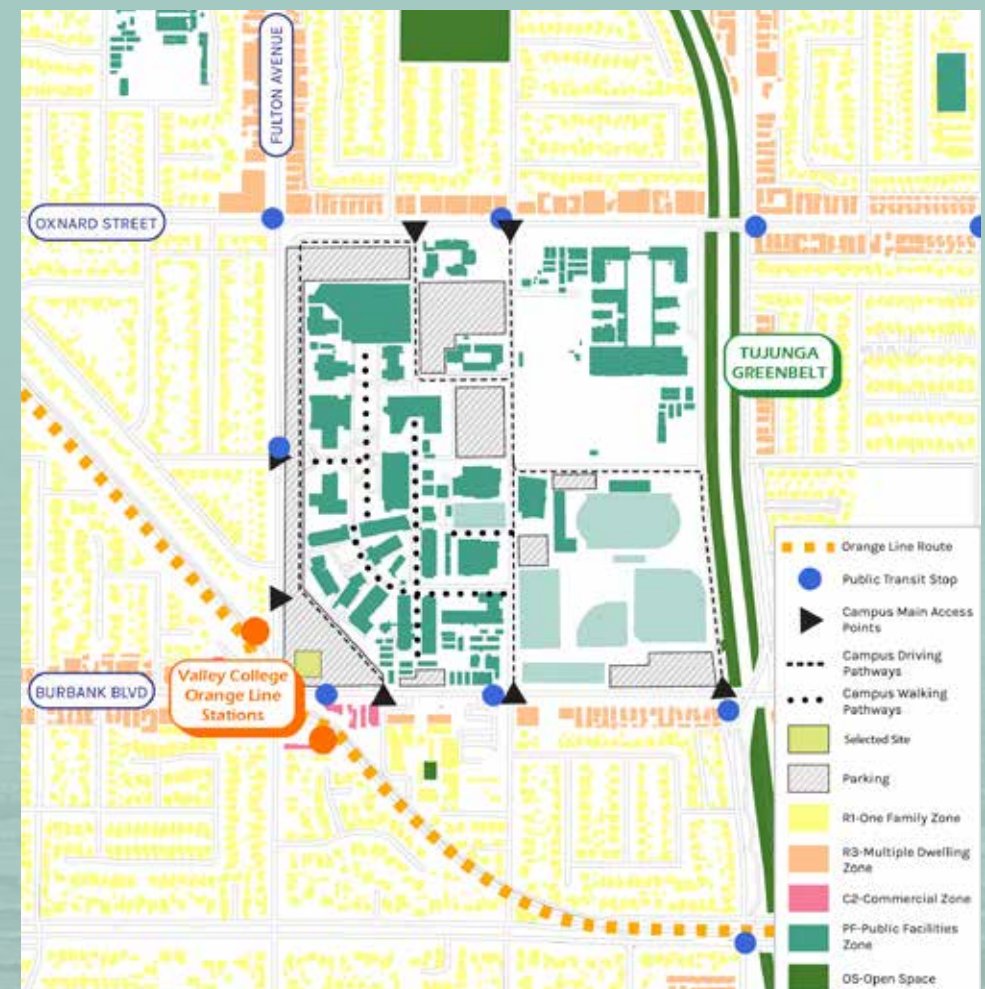 FULTON AVENUE
OXNARD STREET
TUJUNGA
GREENBELT
Valley College
Orange Line
Stations
BURBANK BLVD
Orange Line Route
Public Transit Stop
Campus Main Access
Points
Campus Driving
Pathways
Campus Walking
Pathways
Selected Site
Parking
R1-One Family Zone
R3-Multiple Dwelling
Zone
C2-Commercial Zone
PF-Public Facilities
Zone
OS-Open Space